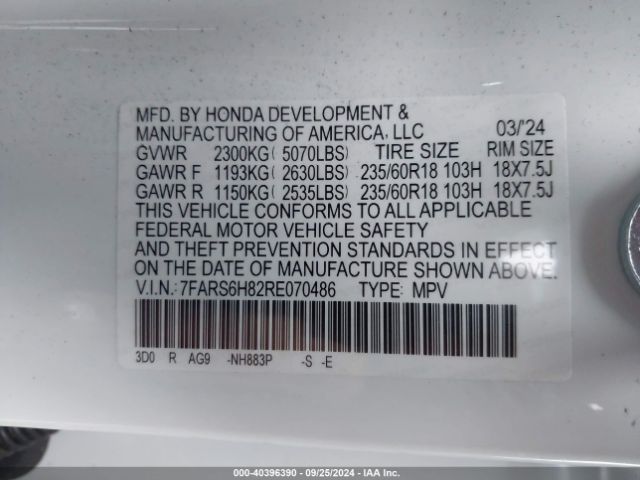 MFD. BY HONDA DEVELOPMENT &
MANUFACTURING OF AMERICA, LLC 03/'24
GVWR 2300KG ( 5070LBS) TIRE SIZE RIM SIZE
GAWR F 1193KG ( 2630LBS) 235/60R18 103H 18X7.5J
GAWR R 1150KG ( 2535LBS) 235/60R18 103H 18X7.5J
THIS VEHICLE CONFORMS TO ALL APPLICABLE
FEDERAL MOTOR VEHICLE SAFETY
AND THEFT PREVENTION STANDARDS IN EFFECT
ON THE DATE OF MANUFACTURE SHOWN ABOVE.
V.I.N.: 7FARS6H82RE070486 TYPE: MPV
3D0 R AG9 -NH883P -S -E
000-40396390 - 09/25/2024 - IAAI.COM